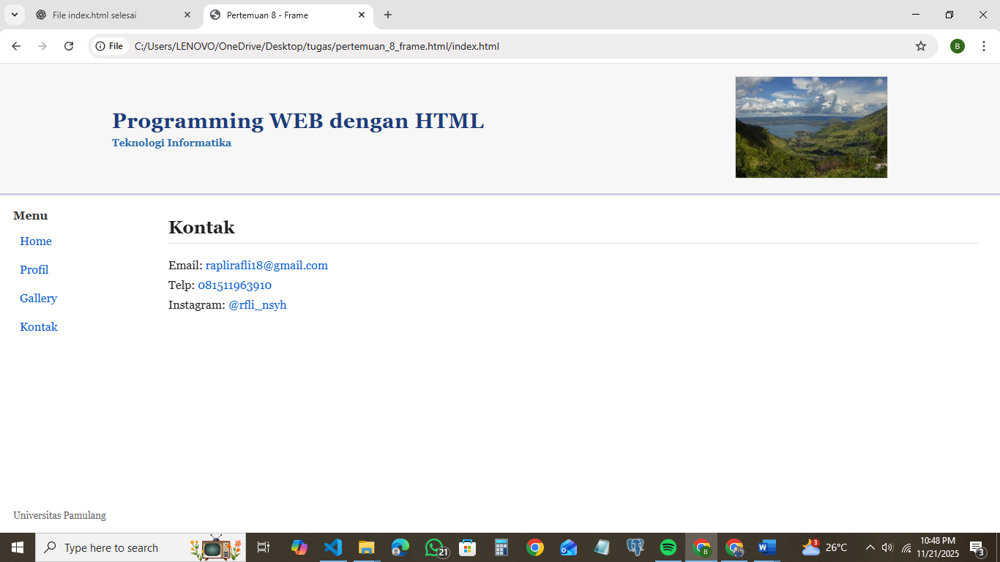 File index.html selesai
Pertemuan 8 - Frame
File C:/Users/LENOVO/OneDrive/Desktop/tugas/pertemuan_8_frame.html/index.html
B
Programming WEB dengan HTML
Teknologi Informatika
Menu
Home
Profil
Gallery
Kontak
Kontak
Email: raplirafli18@gmail.com
Telp: 081511963910
Instagram: @rfli_nsyh
Universitas Pamulang
Type here to search
21
W
B
3
26°C
10:48 PM
11/21/2025
3